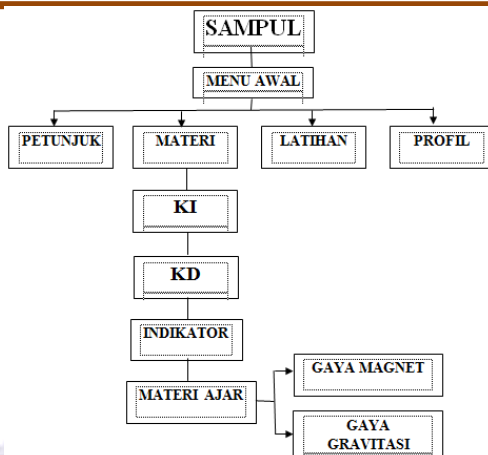 SAMPUL
MENU AWAL
PETUNJUK
MATERI
LATIHAN
PROFIL
KI
KD
INDIKATOR
MATERI AJAR
GAYA MAGNET
GAYA
GRAVITASI